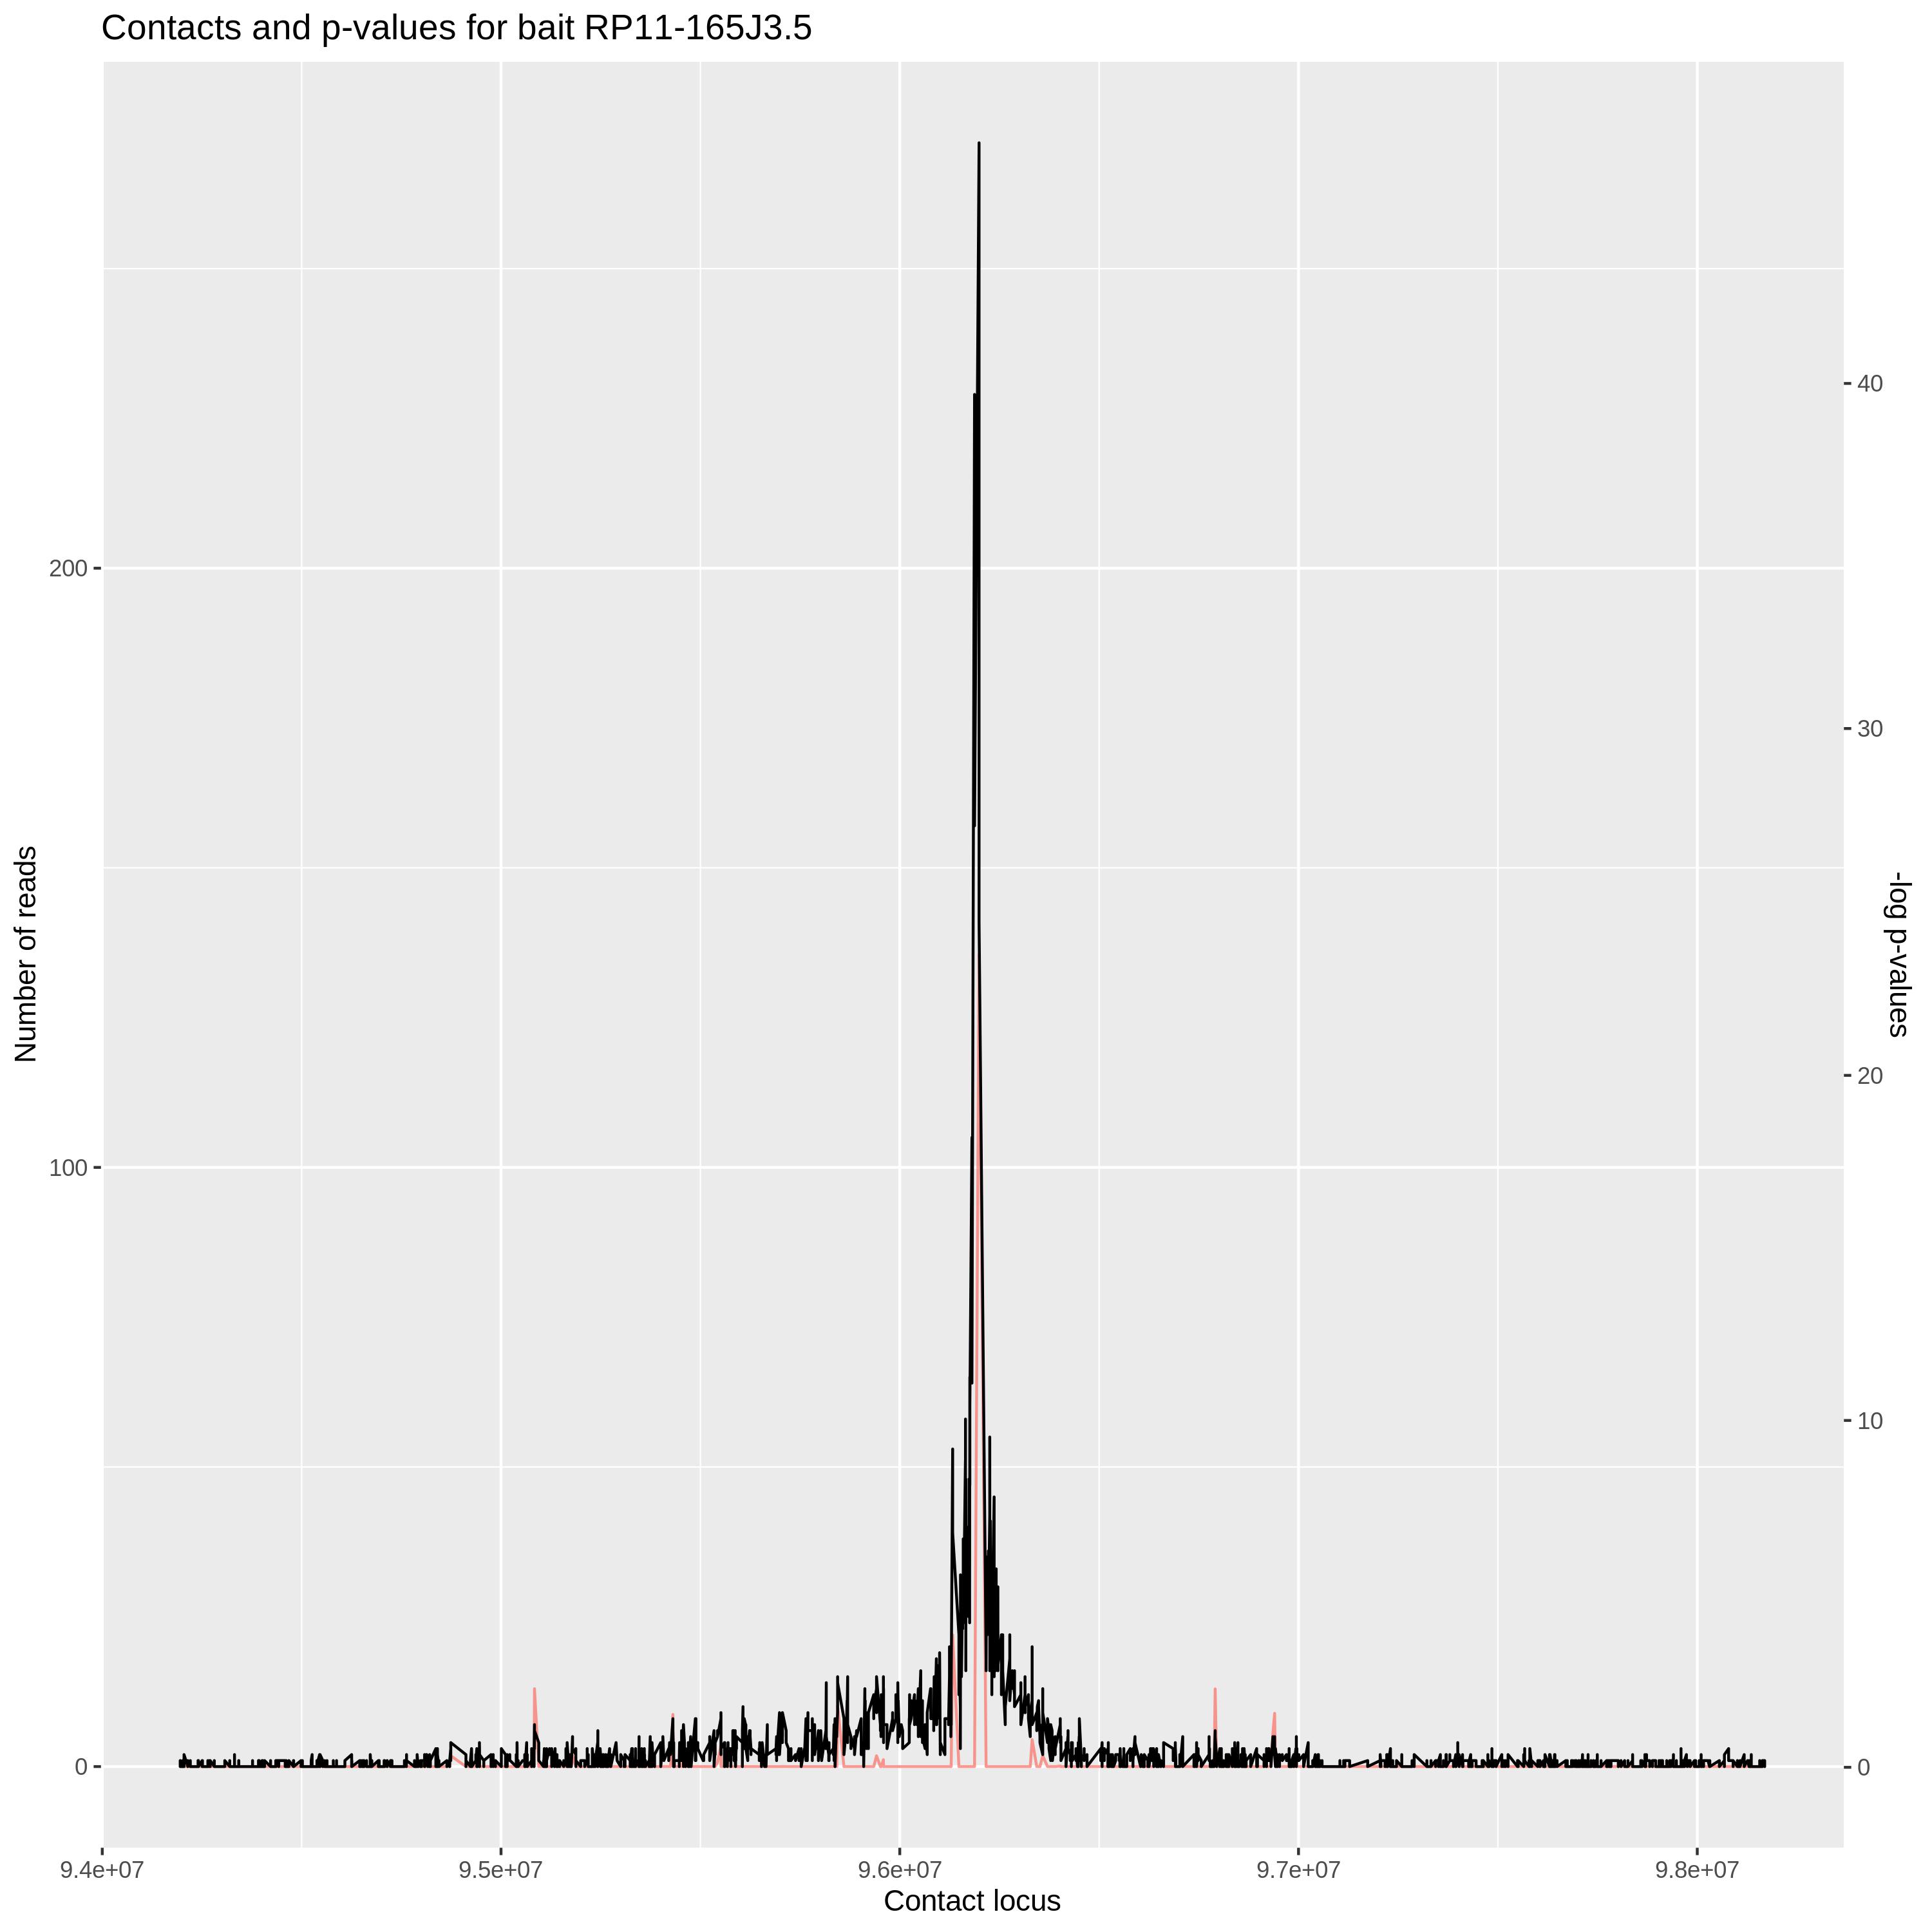 Contacts and p-values for bait RP11-165J3.5
Number of reads
200
100
0
40
30
20
10
0
-log p-values
9.4e+07
9.5e+07
9.6e+07
9.7e+07
9.8e+07
Contact locus